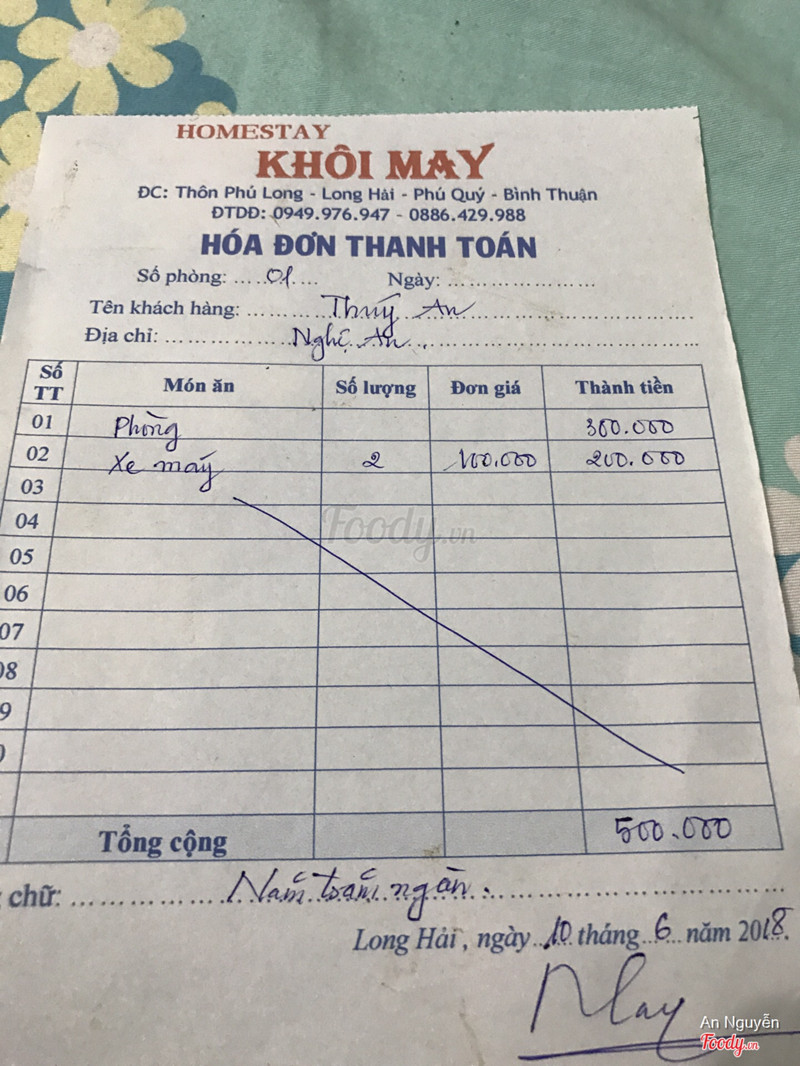 HOMESTAY
KHÔI MAY
ĐC: Thôn Phú Long - Long Hải - Phú Quý - Bình Thuận
ĐTDĐ: 0949.976.947 - 0886.429.988
HÓA ĐƠN THANH TOÁN
Số phòng: ..... 01 .... Ngày: ........................
Tên khách hàng: ............ Thúy An ........................
Địa chỉ: .................... Nghệ An ........................
Số TT Món ăn Số lượng Đơn giá Thành tiền
01 Phòng 300.000
02 Xe máy 2 100.000 200.000
03
04
05
06
07
08
9
0
Foody.vn
Tổng cộng 500.000
chữ: .................... Năm trăm ngàn. ........................
Long Hải, ngày 10 tháng 6 năm 2018.
May
An Nguyễn
Foody.vn